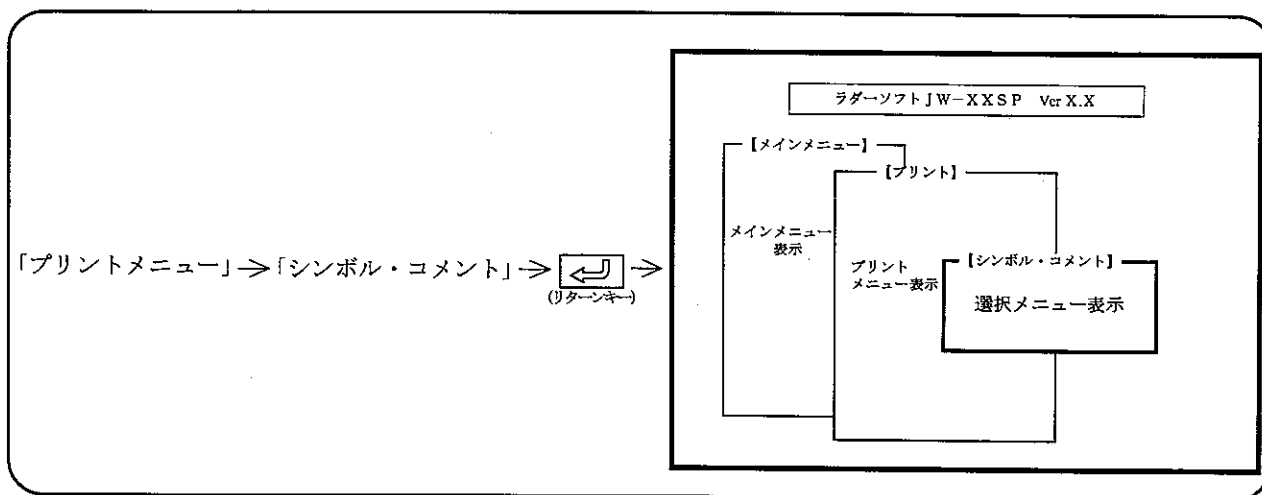 ラダーソフトJW-XXSP Ver X.X
【メインメニュー】
【プリント】
メインメニュー
表示
プリント
メニュー表示
【シンボル・コメント】
選択メニュー表示
「プリントメニュー」→「シンボル・コメント」→
(リターンキー)
→